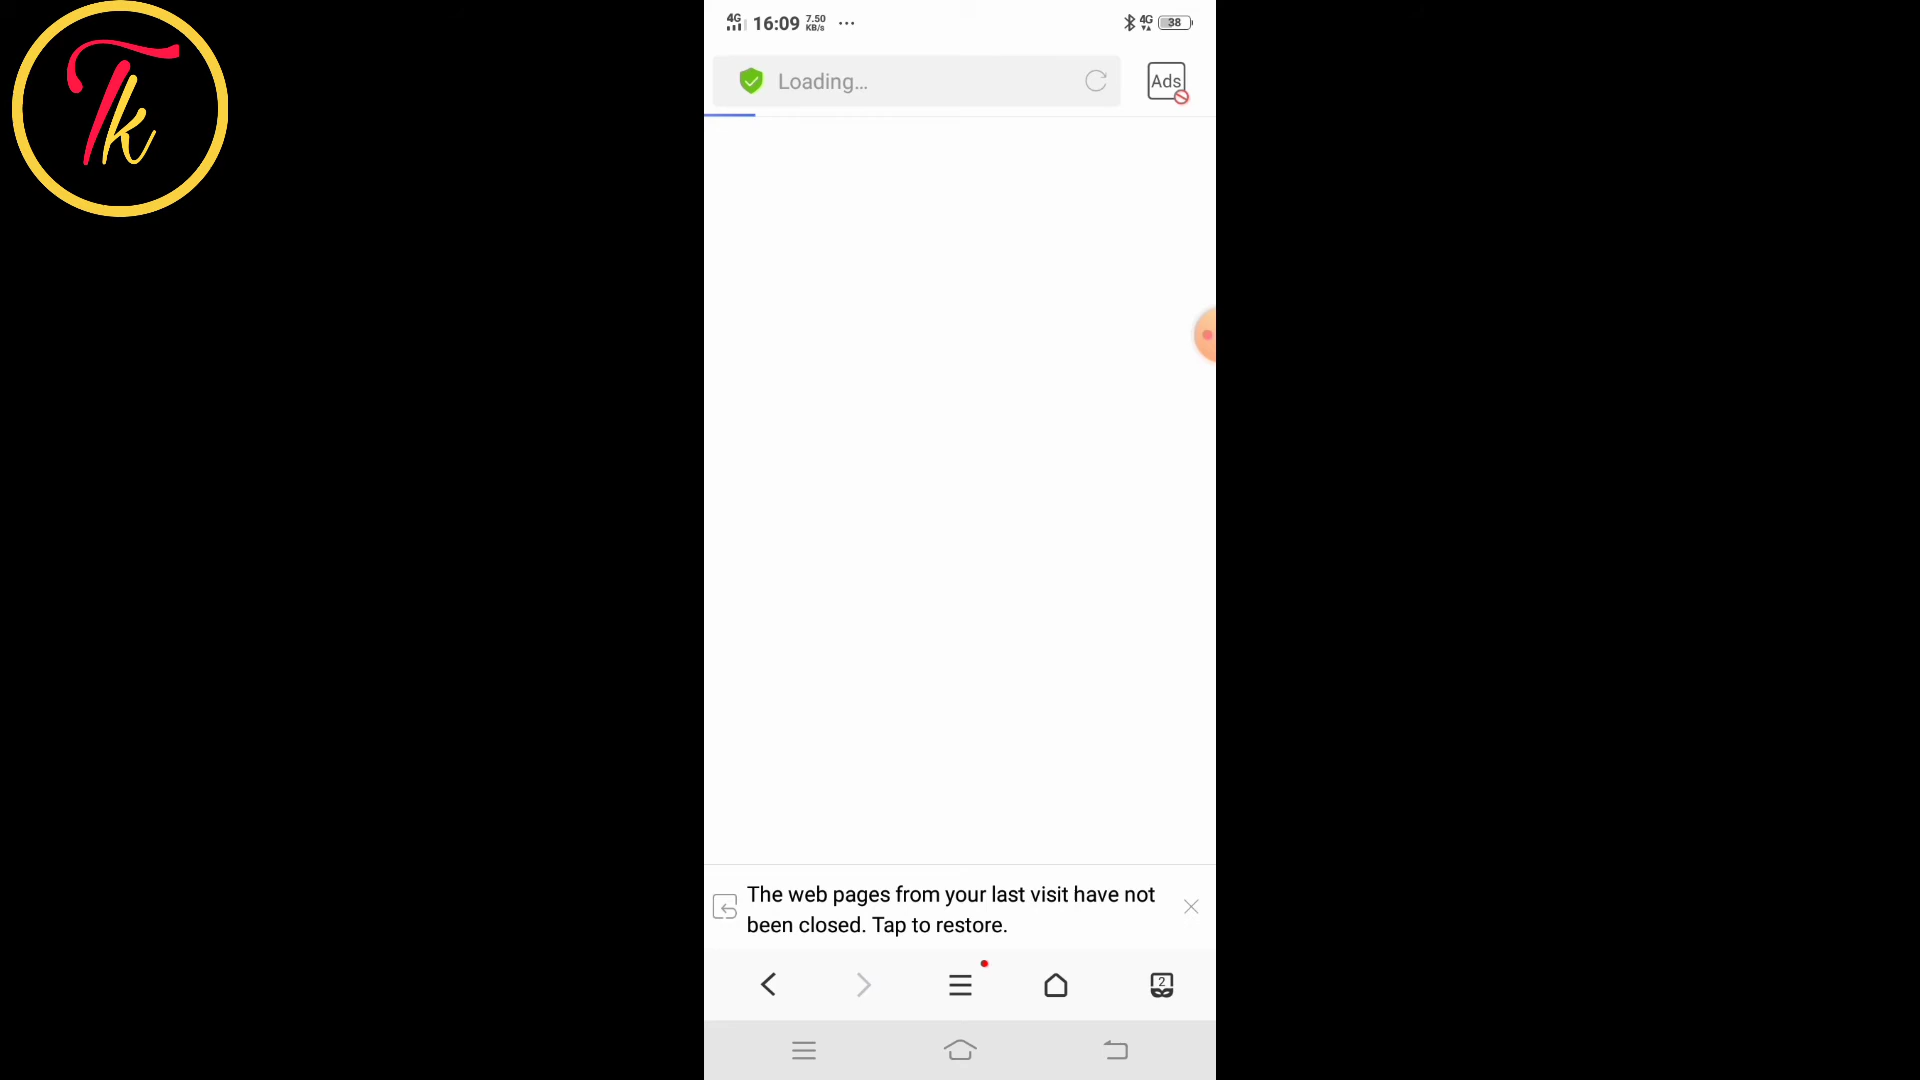 Tk
4G 16:09 7.50 KB/s ... 4G 38
Loading... Ads
The web pages from your last visit have not
been closed. Tap to restore.
2